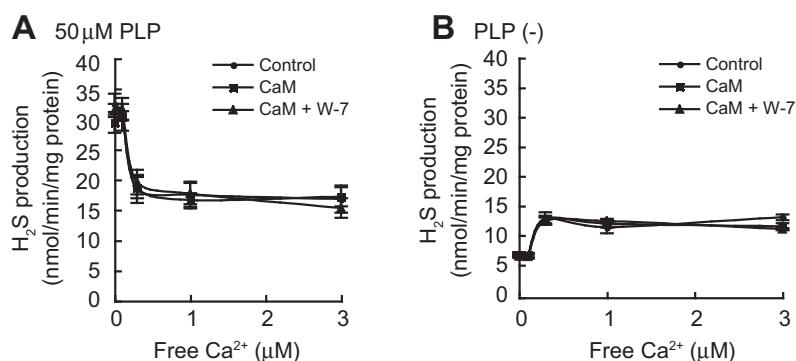 A 50 μM PLP
H₂S production
(nmol/min/mg protein)
40
35
30
25
20
15
10
5
0
Control
CaM
CaM + W-7
0 1 2 3
Free Ca²⁺ (μM)
B PLP (-)
H₂S production
(nmol/min/mg protein)
40
35
30
25
20
15
10
5
0
Control
CaM
CaM + W-7
0 1 2 3
Free Ca²⁺ (μM)